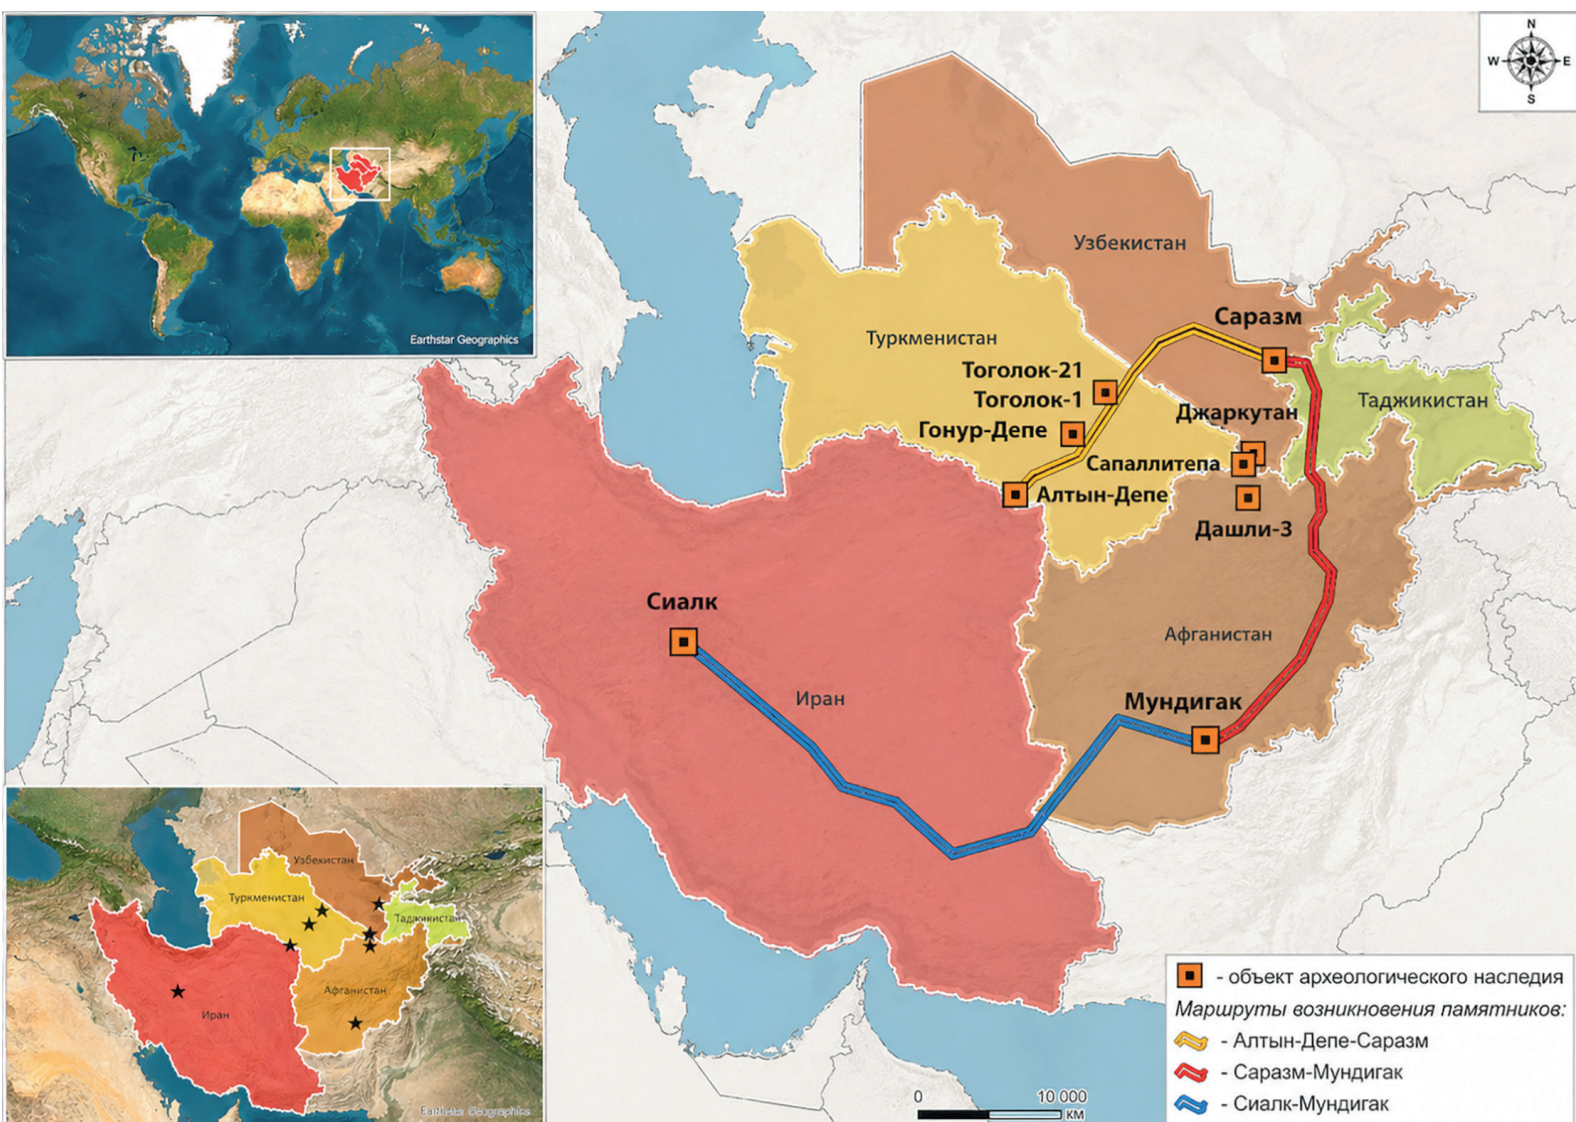 Earthstar Geographics
N
W
E
S
Узбекистан
Саразм
Туркменистан
Тоголок-21
Тоголок-1
Таджикистан
Джаркутан
Гонур-Депе
Сапаллитепа
Алтын-Депе
Дашли-3
Сиалк
Афганистан
Иран
Мундигак
Узбекистан
Туркменистан
Таджикистан
Афганистан
Иран
Earthstar Geographics
0 10 000
км
- объект археологического наследия
Маршруты возникновения памятников:
- Алтын-Депе-Саразм
- Саразм-Мундигак
- Сиалк-Мундигак